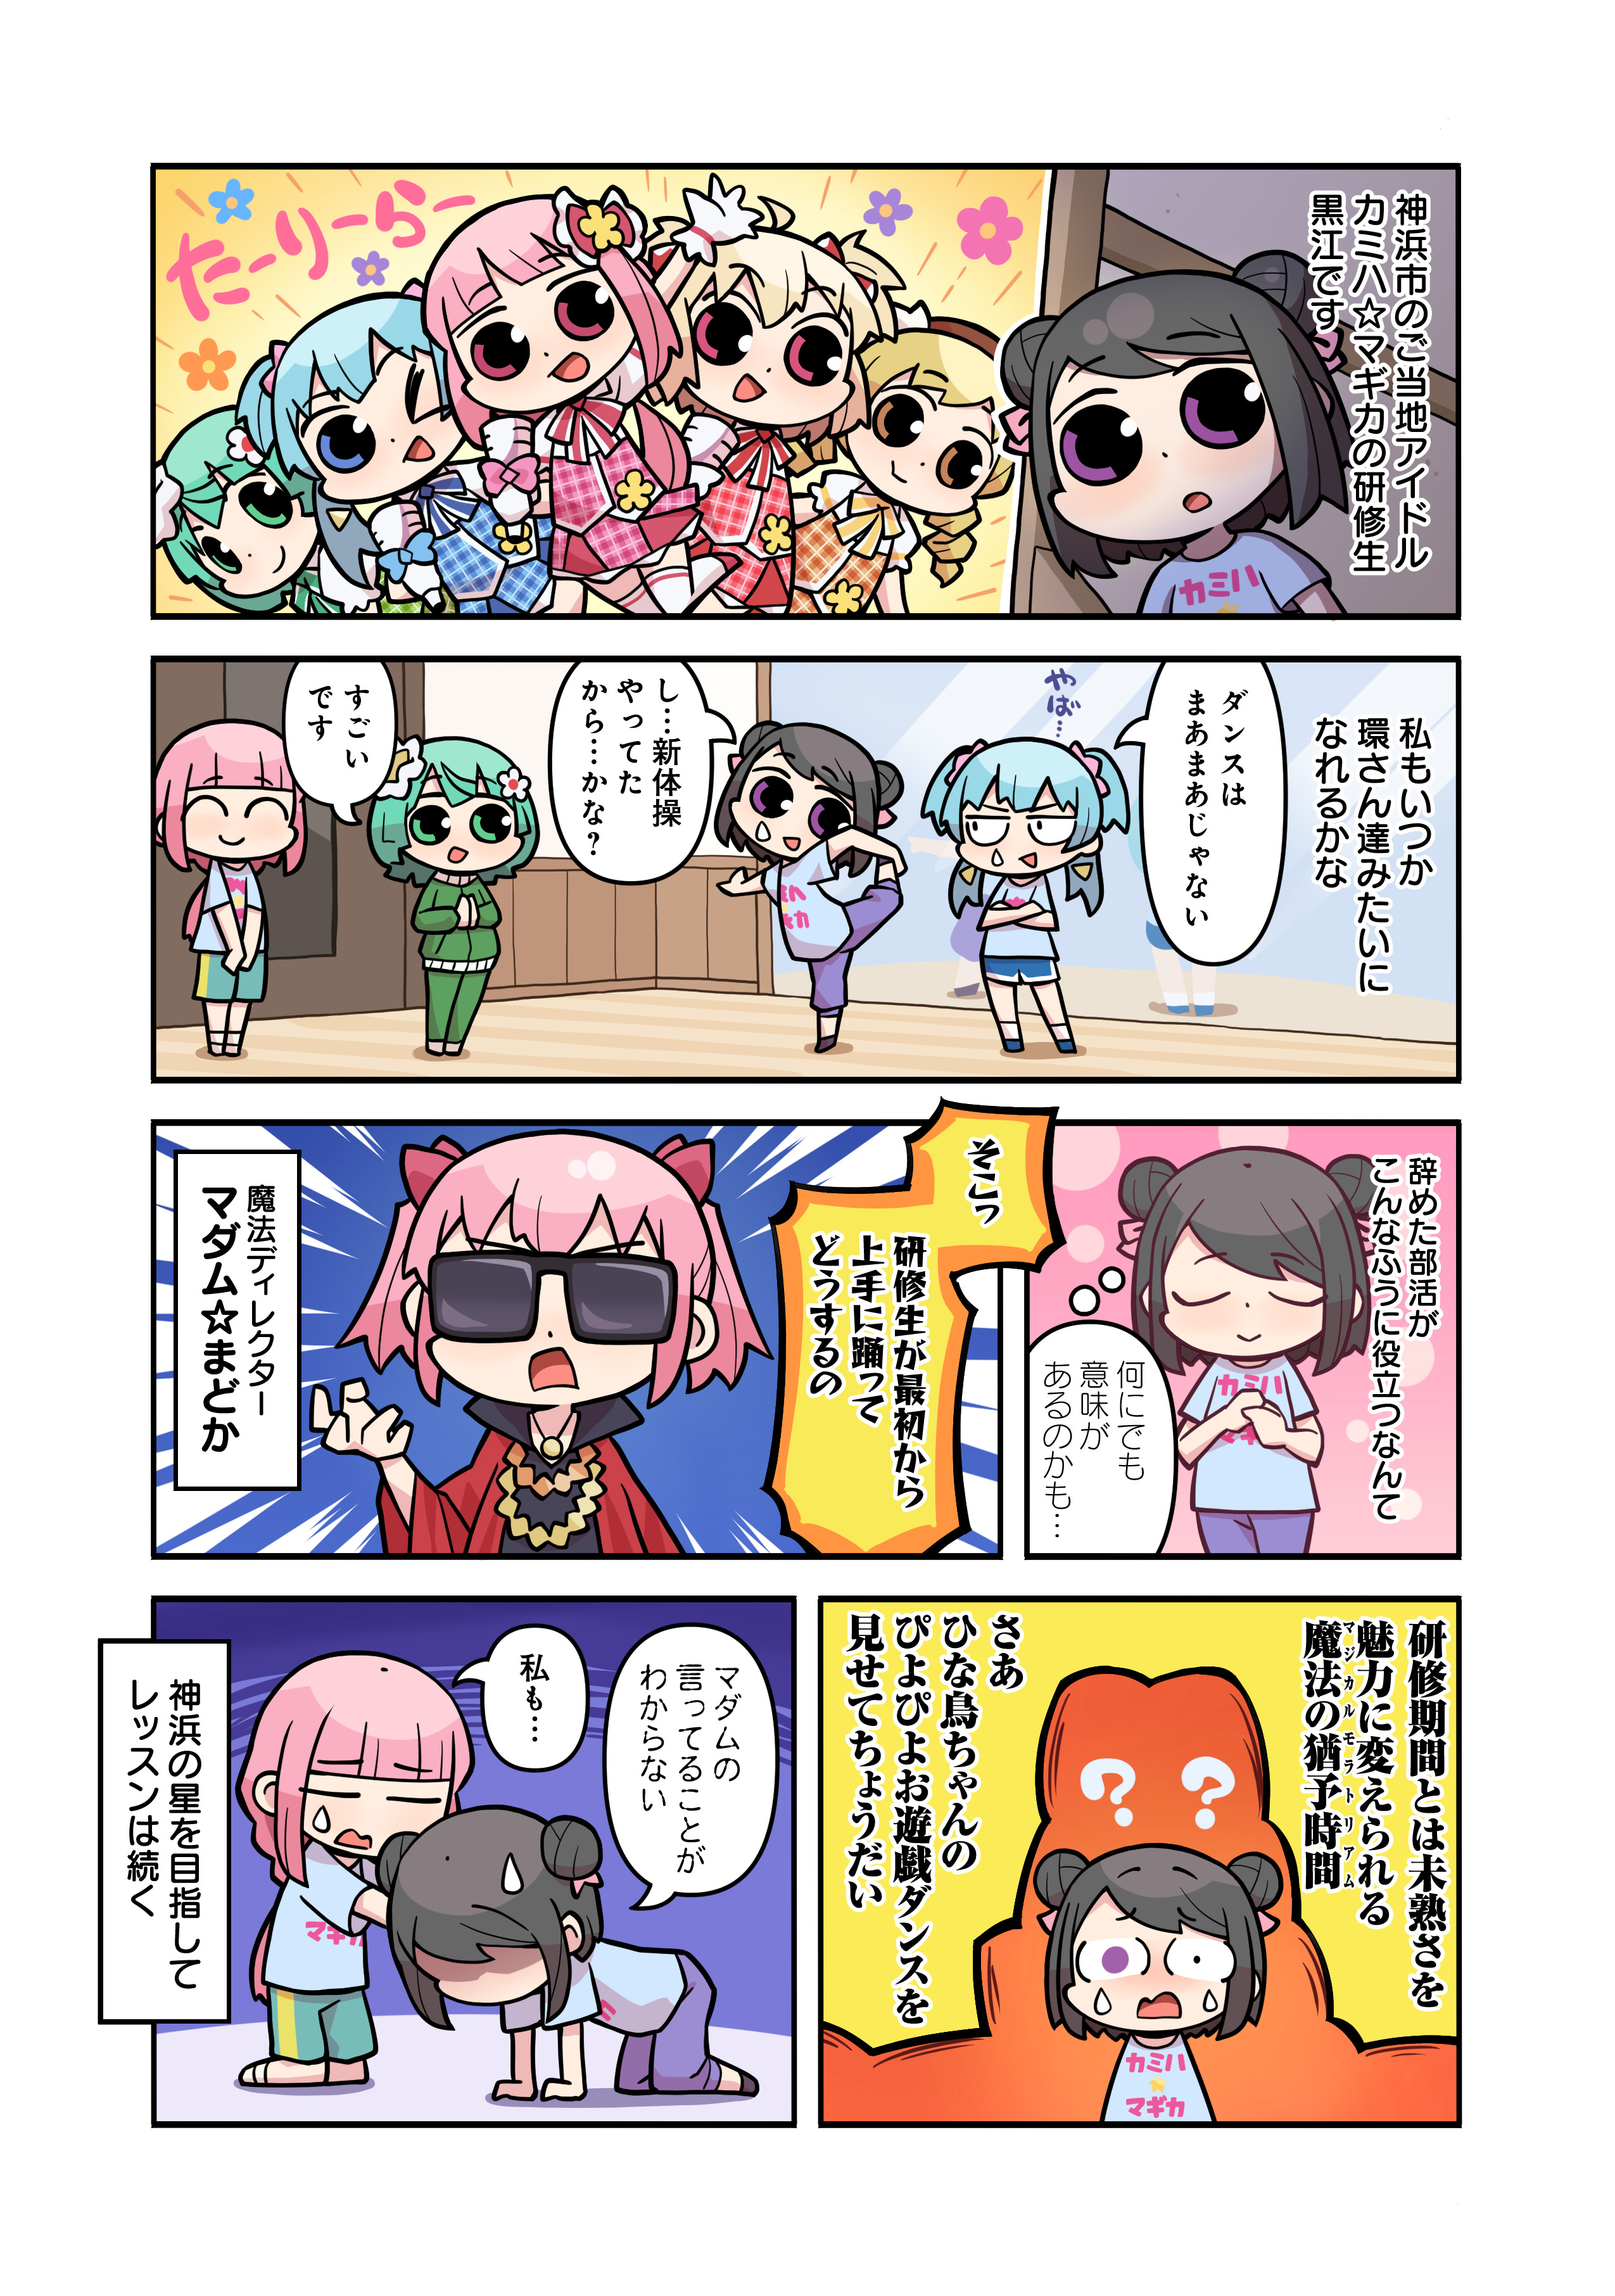 神浜市のご当地アイドル
カミハ☆マギカの研修生
黒江です
カミハ
たーりーらー
私もいつか
環さん達みたいに
なれるかな
ダンスは
まあまあじゃない
やば…
し…新体操
やってた
から…かな？
すごい
です
辞めた部活が
こんなふうに役立つなんて
何にでも
意味が
あるのかも…
カミハ
マギカ
そこっ
研修生が最初から
上手に踊って
どうするの
魔法ディレクター
マダム☆まどか
研修期間とは未熟さを
魅力に変えられる
魔法の猶予時間
マジカルモラトリアム
さあ
ひな鳥ちゃんの
ぴよぴよお遊戯ダンスを
見せてちょうだい
？？
カミハ
★
マギカ
マダムの
言ってることが
わからない
私も…
マギカ
神浜の星を目指して
レッスンは続く